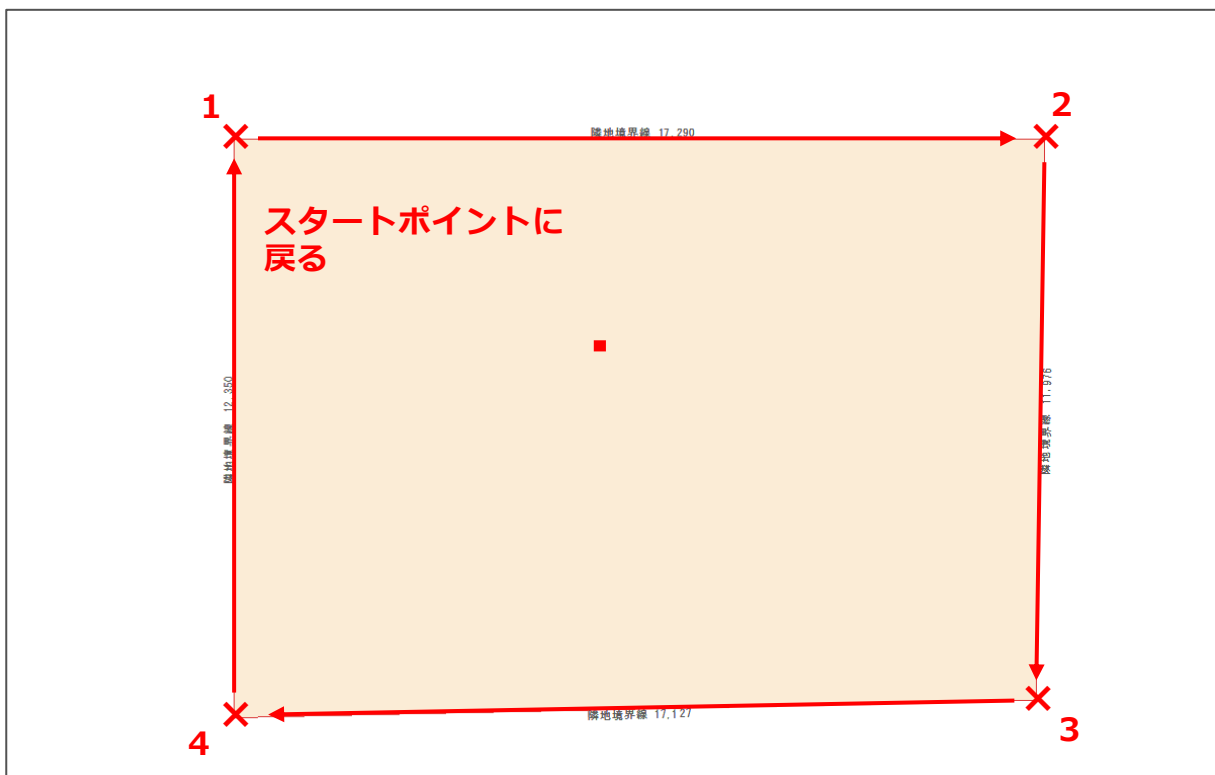 1
2
隣地境界線 17,290
スタートポイントに
戻る
隣地境界線 12,350
隣地境界線 11,976
隣地境界線 17,127
4
3